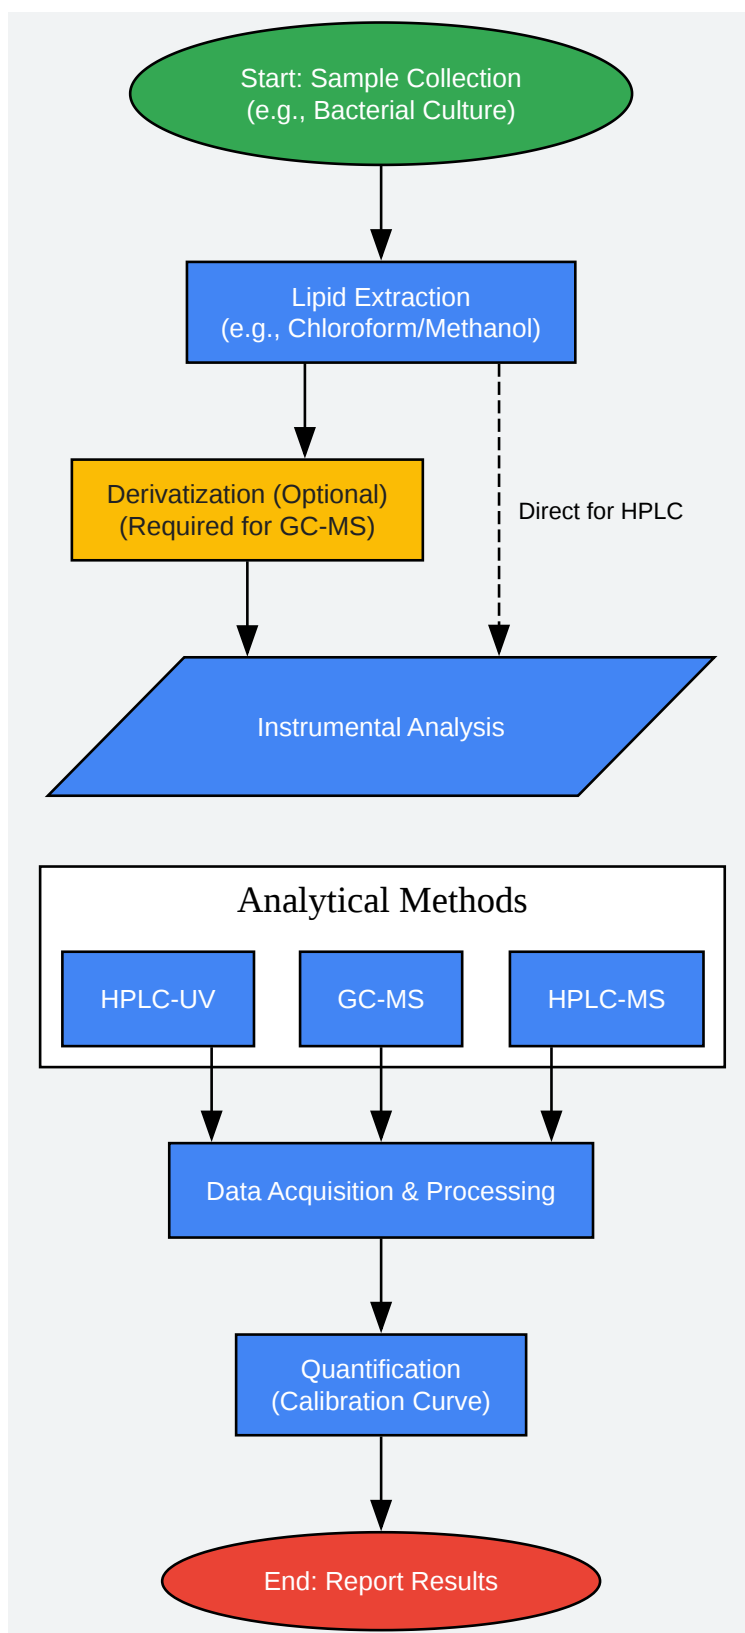 Start: Sample Collection
(e.g., Bacterial Culture)
Lipid Extraction
(e.g., Chloroform/Methanol)
Derivatization (Optional)
(Required for GC-MS)
Direct for HPLC
Instrumental Analysis
Analytical Methods
HPLC-UV
GC-MS
HPLC-MS
Data Acquisition & Processing
Quantification
(Calibration Curve)
End: Report Results